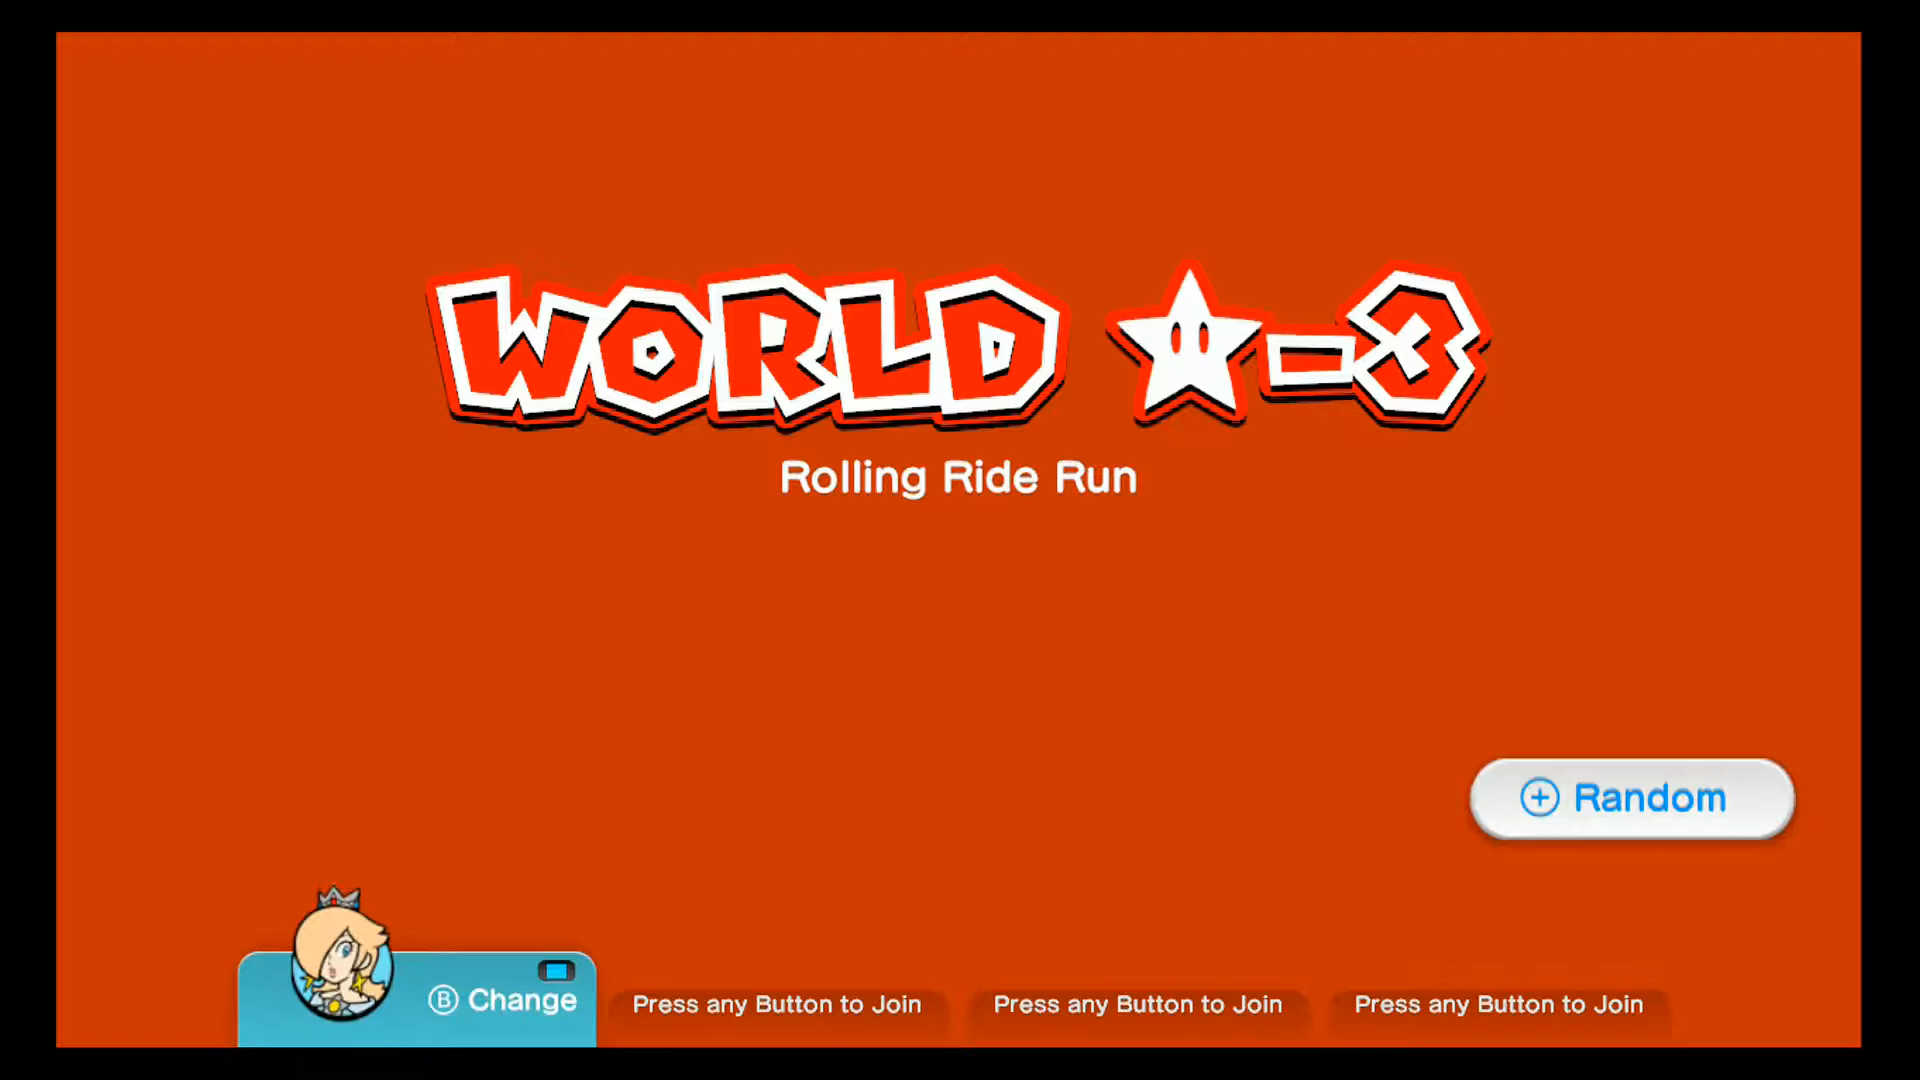 WORLD ★-3
Rolling Ride Run
+ Random
B Change
Press any Button to Join
Press any Button to Join
Press any Button to Join